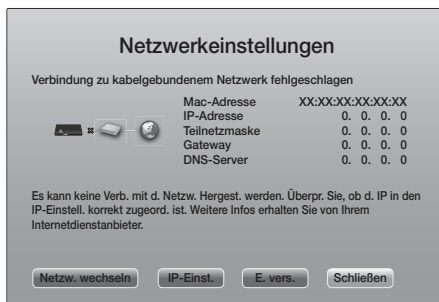 Netzwerkeinstellungen
Verbindung zu kabelgebundenem Netzwerk fehlgeschlagen
Mac-Adresse XX:XX:XX:XX:XX:XX
IP-Adresse 0. 0. 0. 0
Teilnetzmaske 0. 0. 0. 0
Gateway 0. 0. 0. 0
DNS-Server 0. 0. 0. 0
Es kann keine Verb. mit d. Netzw. Hergest. werden. Überpr. Sie, ob d. IP in den
IP-Einstell. korrekt zugeord. ist. Weitere Infos erhalten Sie von Ihrem
Internetdienstanbieter.
Netzw. wechseln IP-Einst. E. vers. Schließen